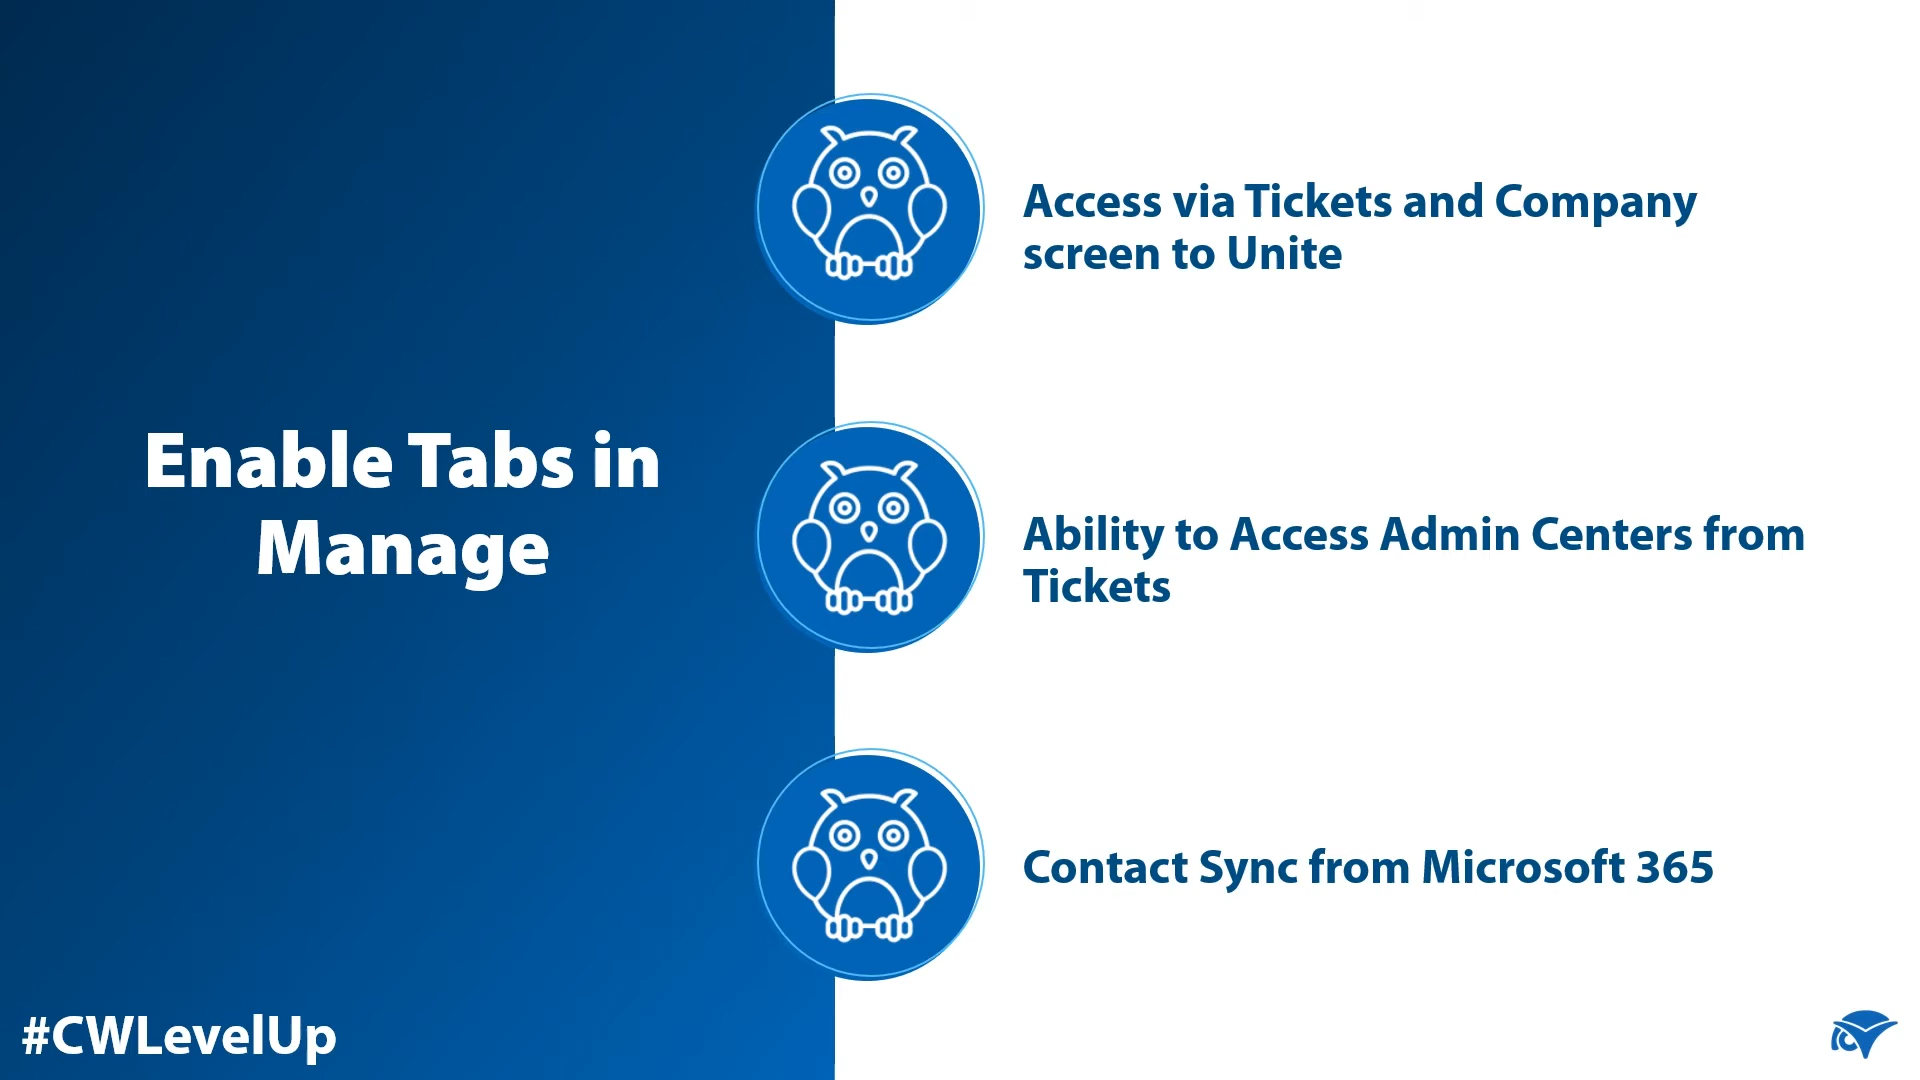 Enable Tabs in
Manage
Access via Tickets and Company
screen to Unite
Ability to Access Admin Centers from
Tickets
Contact Sync from Microsoft 365
#CWLevelUp